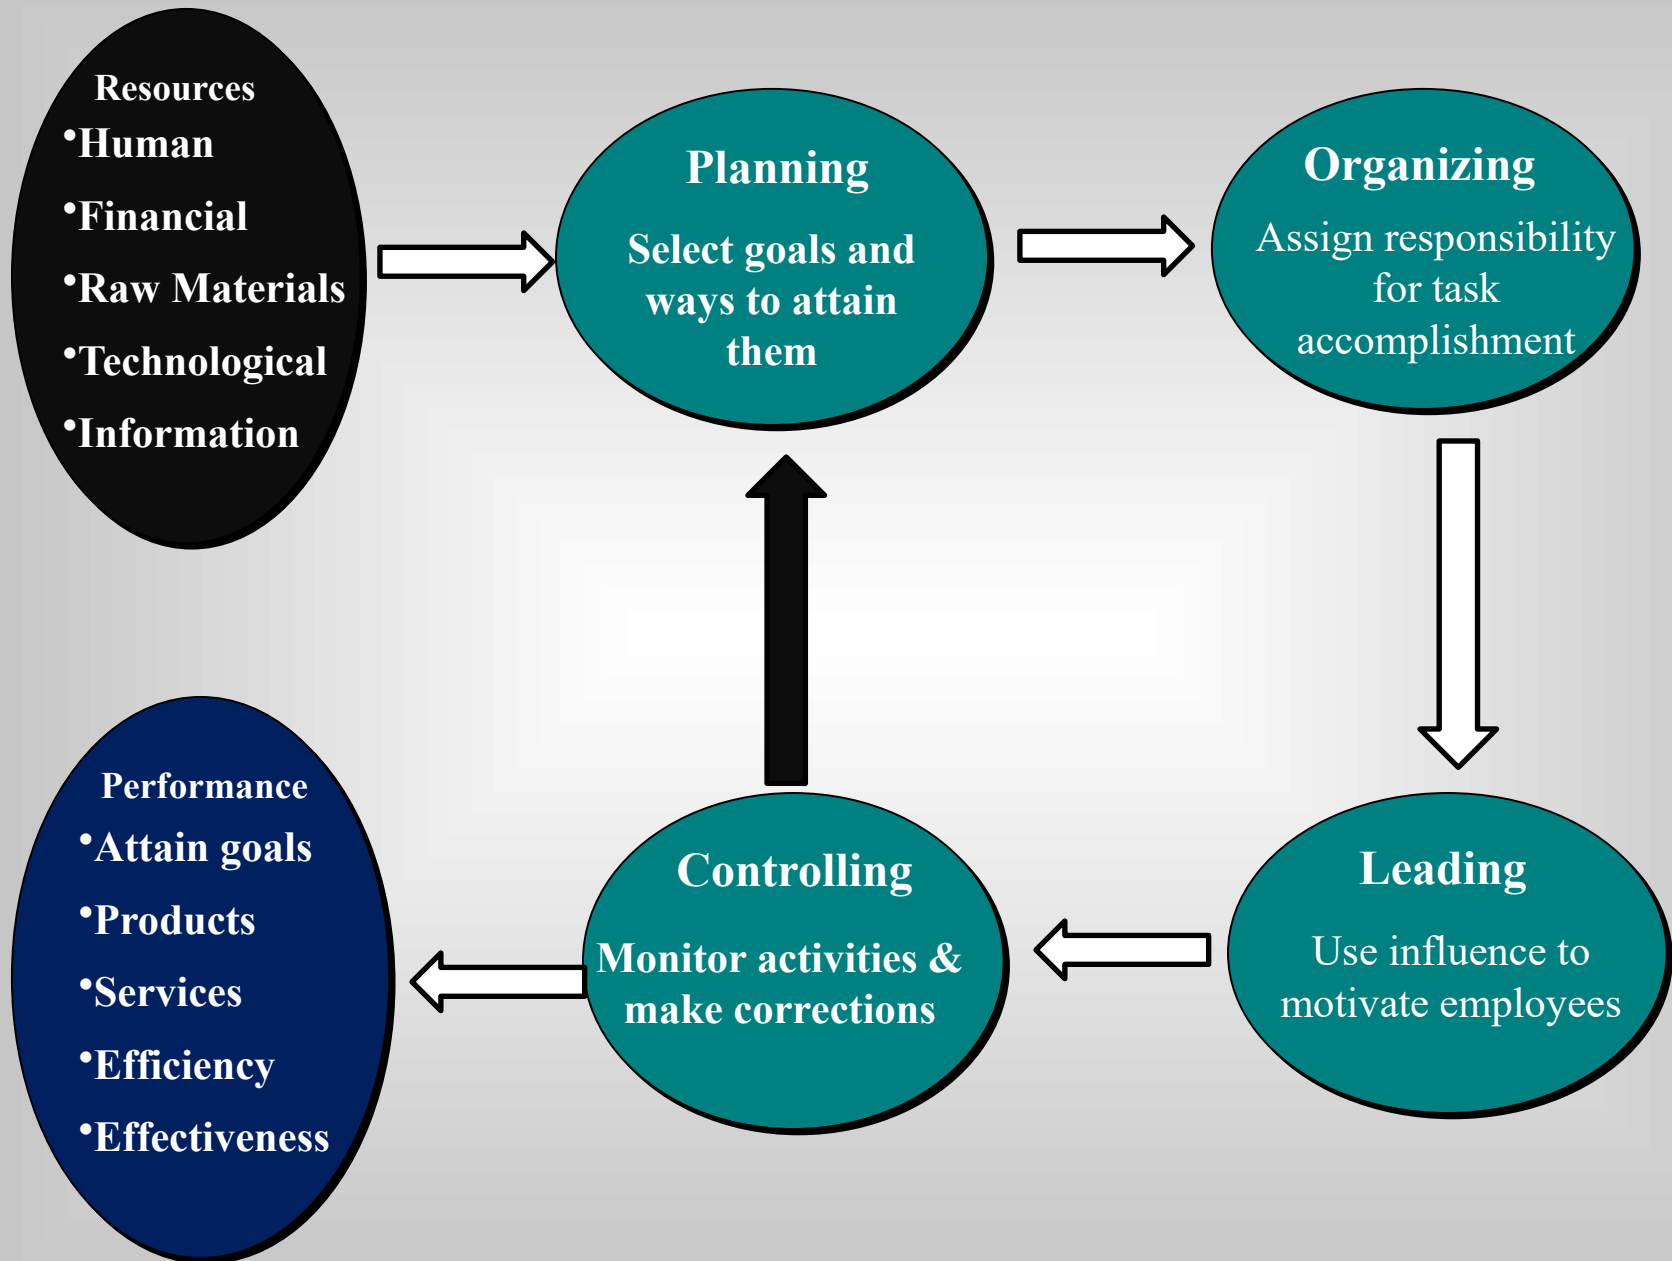 Resources
•Human
•Financial
•Raw Materials
•Technological
•Information
Planning
Select goals and
ways to attain
them
Organizing
Assign responsibility
for task
accomplishment
Performance
•Attain goals
•Products
•Services
•Efficiency
•Effectiveness
Controlling
Monitor activities &
make corrections
Leading
Use influence to
motivate employees